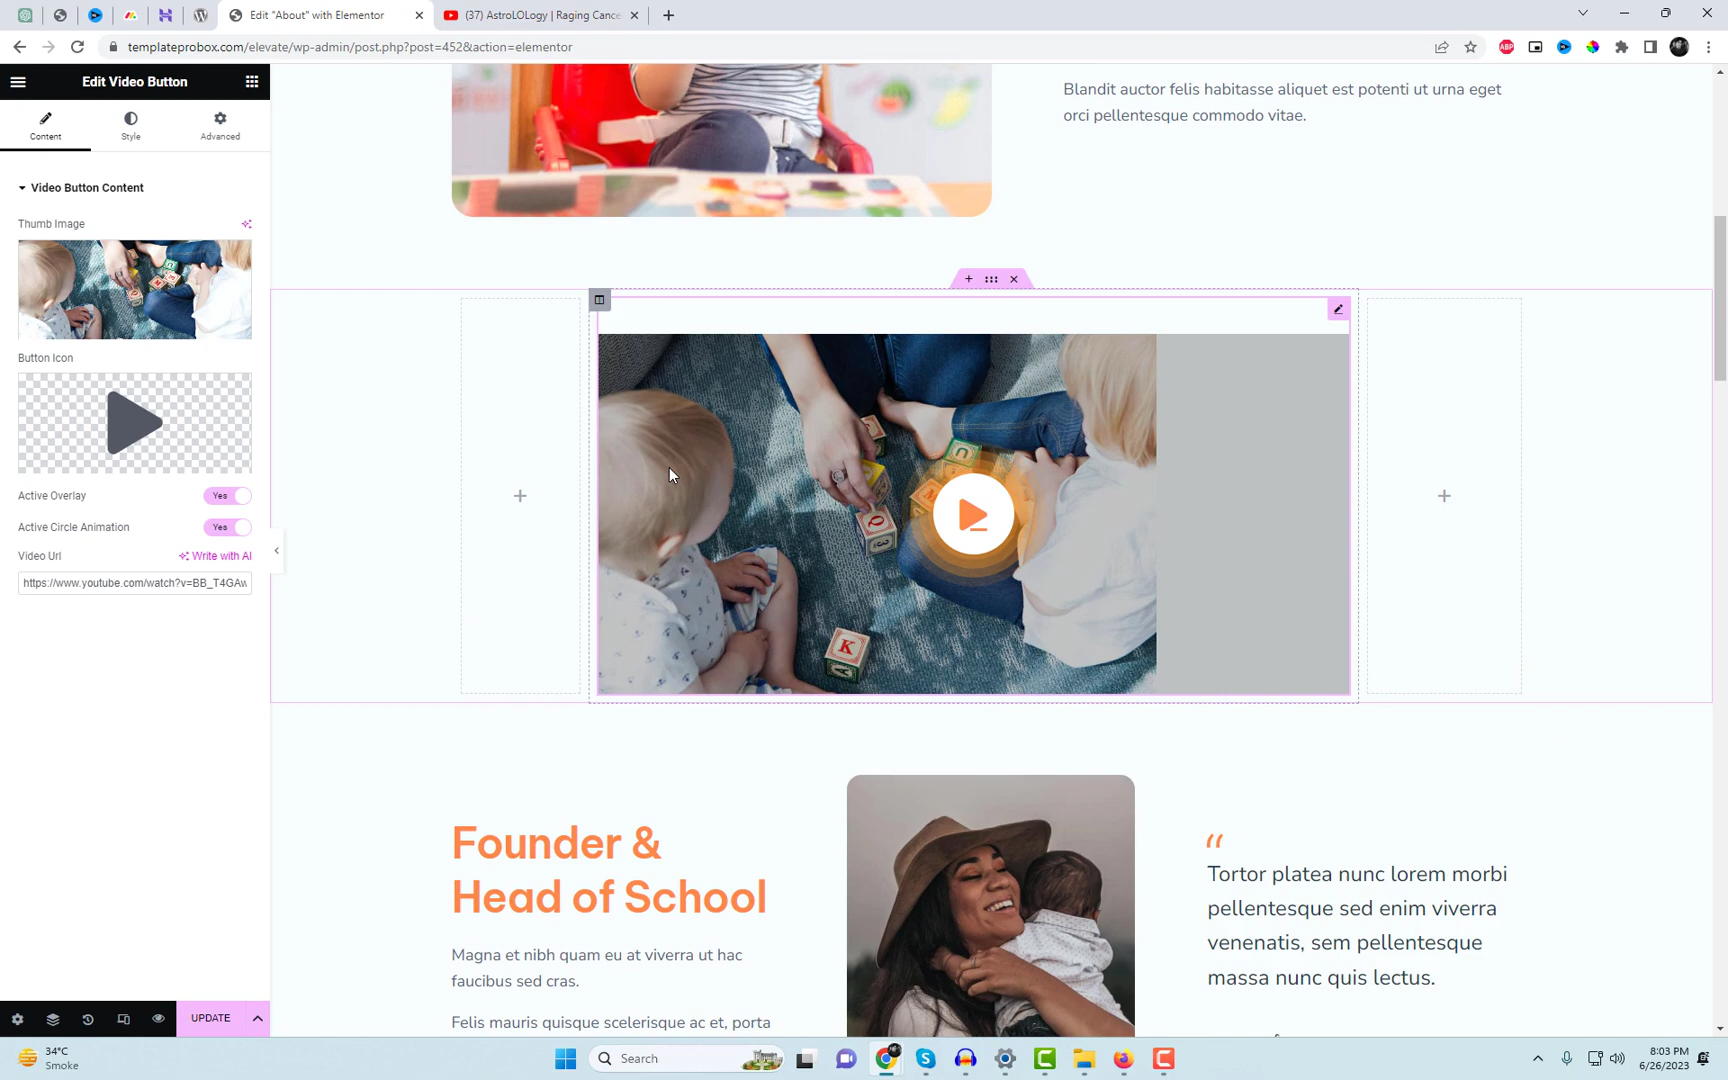 Edit "About" with Elementor
(37) AstroLOLogy | Raging Cance
templateprobox.com/elevate/wp-admin/post.php?post=452&action=elementor
ABP
Edit Video Button
Content
Style
Advanced
Video Button Content
Thumb Image
Button Icon
Active Overlay
Yes
Active Circle Animation
Yes
Video Url
Write with AI
https://www.youtube.com/watch?v=BB_T4GAw
UPDATE
Blandit auctor felis habitasse aliquet est potenti ut urna eget
orci pellentesque commodo vitae.
K
Founder &
Head of School
Magna et nibh quam eu at viverra ut hac
faucibus sed cras.
Felis mauris quisque scelerisque ac et, porta
“
Tortor platea nunc lorem morbi
pellentesque sed enim viverra
venenatis, sem pellentesque
massa nunc quis lectus.
34°C
Smoke
Search
8:03 PM
6/26/2023